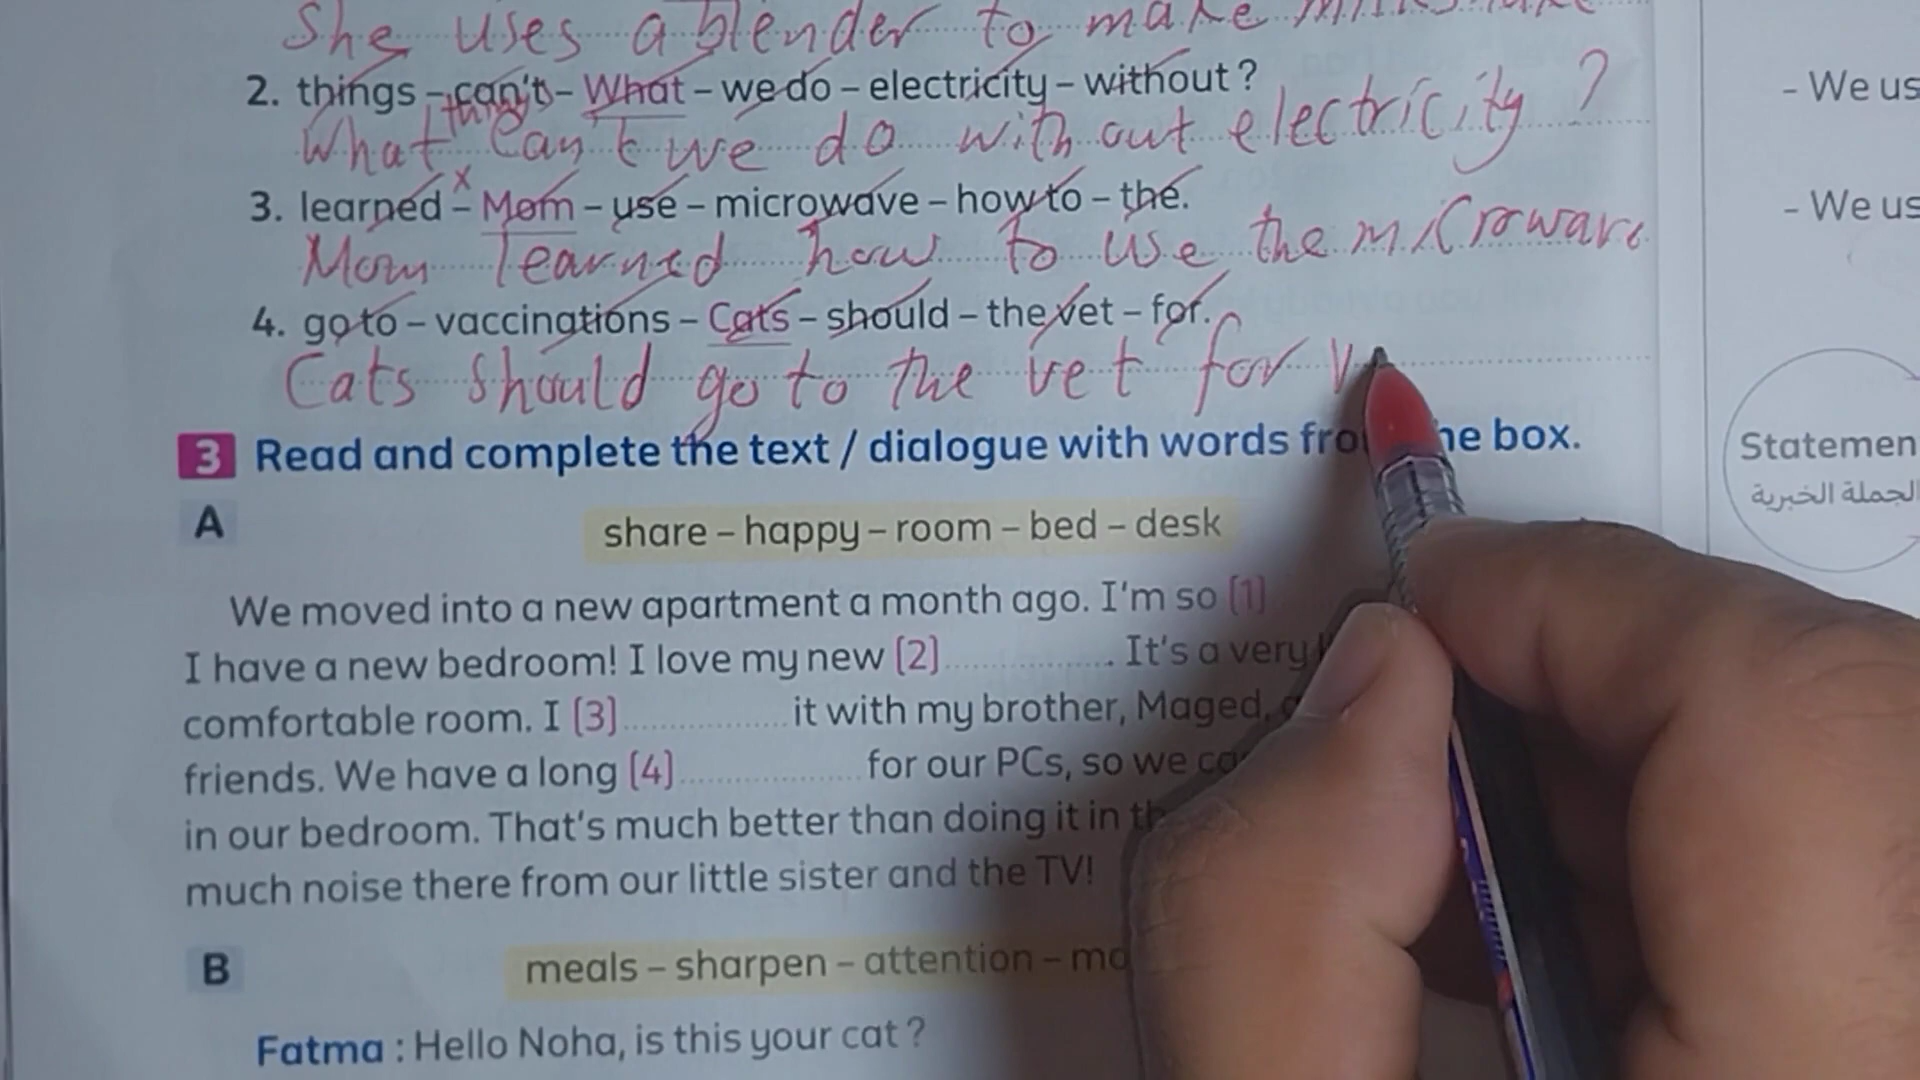 She uses a blender to make
2. things – can't – What – we do – electricity – without ?
things
What can't we do without electricity ?
3. learned – Mom – use – microwave – how to – the.
x
Mom learned how to use the microwave
4. go to – vaccinations – Cats – should – the vet – for.
Cats should go to the vet for v
3 Read and complete the text / dialogue with words from the box.
A
share – happy – room – bed – desk
We moved into a new apartment a month ago. I'm so (1)
I have a new bedroom! I love my new (2) . It's a very
comfortable room. I (3) it with my brother, Maged,
friends. We have a long (4) for our PCs, so we
in our bedroom. That's much better than doing it in
much noise there from our little sister and the TV!
B
meals – sharpen – attention –
Fatma : Hello Noha, is this your cat ?
- We us
- We us
Statemen
الجملة الخبرية